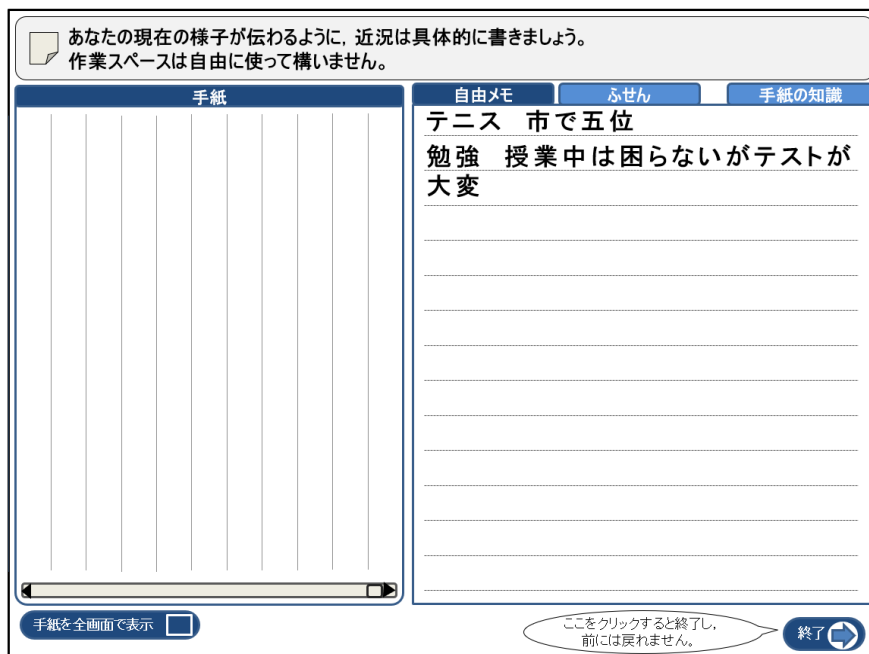 あなたの現在の様子が伝わるように，近況は具体的に書きましょう。
作業スペースは自由に使って構いません。
手紙
自由メモ
ふせん
手紙の知識
テニス　市で五位
勉強　授業中は困らないがテストが
大変
手紙を全画面で表示
ここをクリックすると終了し，
前には戻れません。
終了